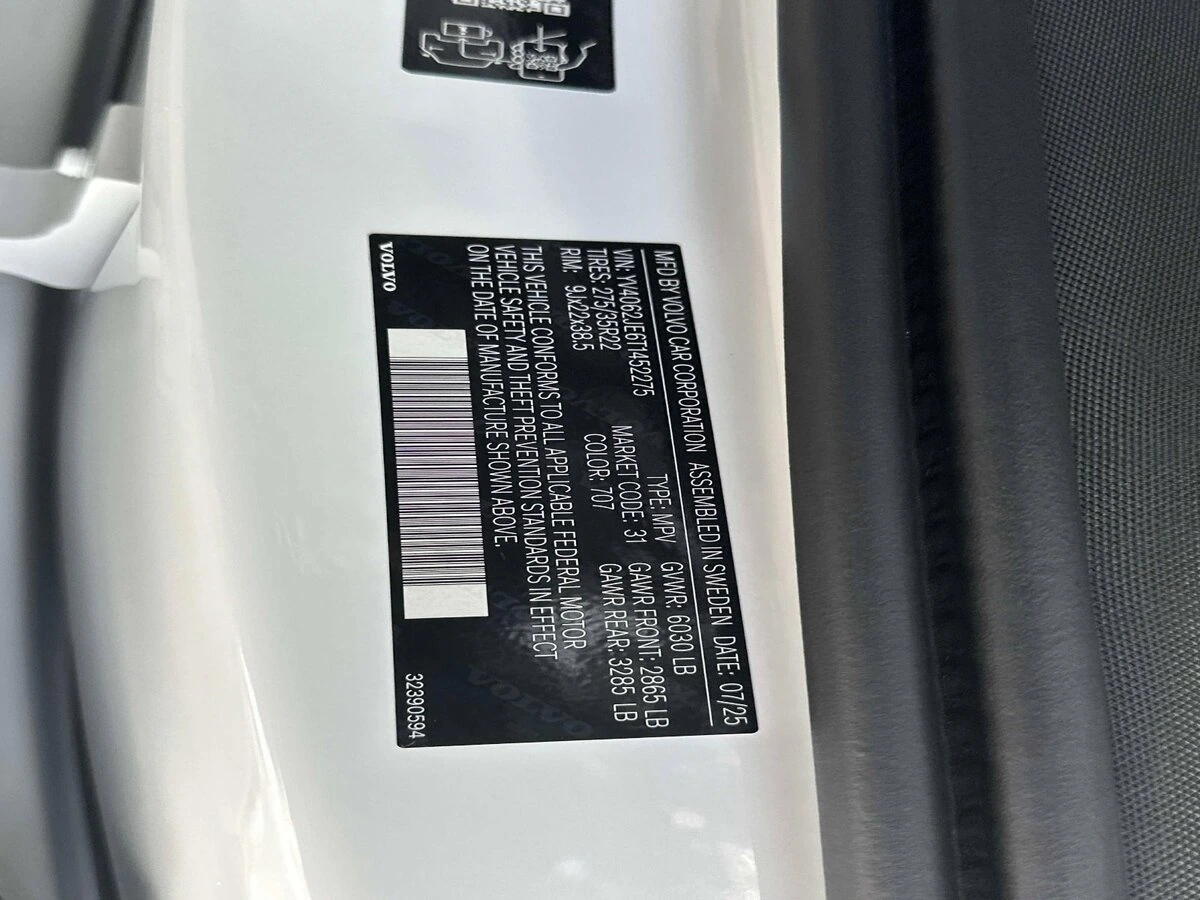 MFD BY VOLVO CAR CORPORATION ASSEMBLED IN SWEDEN DATE: 07/25
VIN: YV4062JE6T1452275 TYPE: MPV GVWR: 6030 LB
TIRES: 275/35R22 MARKET CODE: 31 GAWR FRONT: 2865 LB
RIM: 9Jx22x38.5 COLOR: 707 GAWR REAR: 3285 LB
THIS VEHICLE CONFORMS TO ALL APPLICABLE FEDERAL MOTOR
VEHICLE SAFETY AND THEFT PREVENTION STANDARDS IN EFFECT
ON THE DATE OF MANUFACTURE SHOWN ABOVE.
VOLVO
32390594
VOLVO